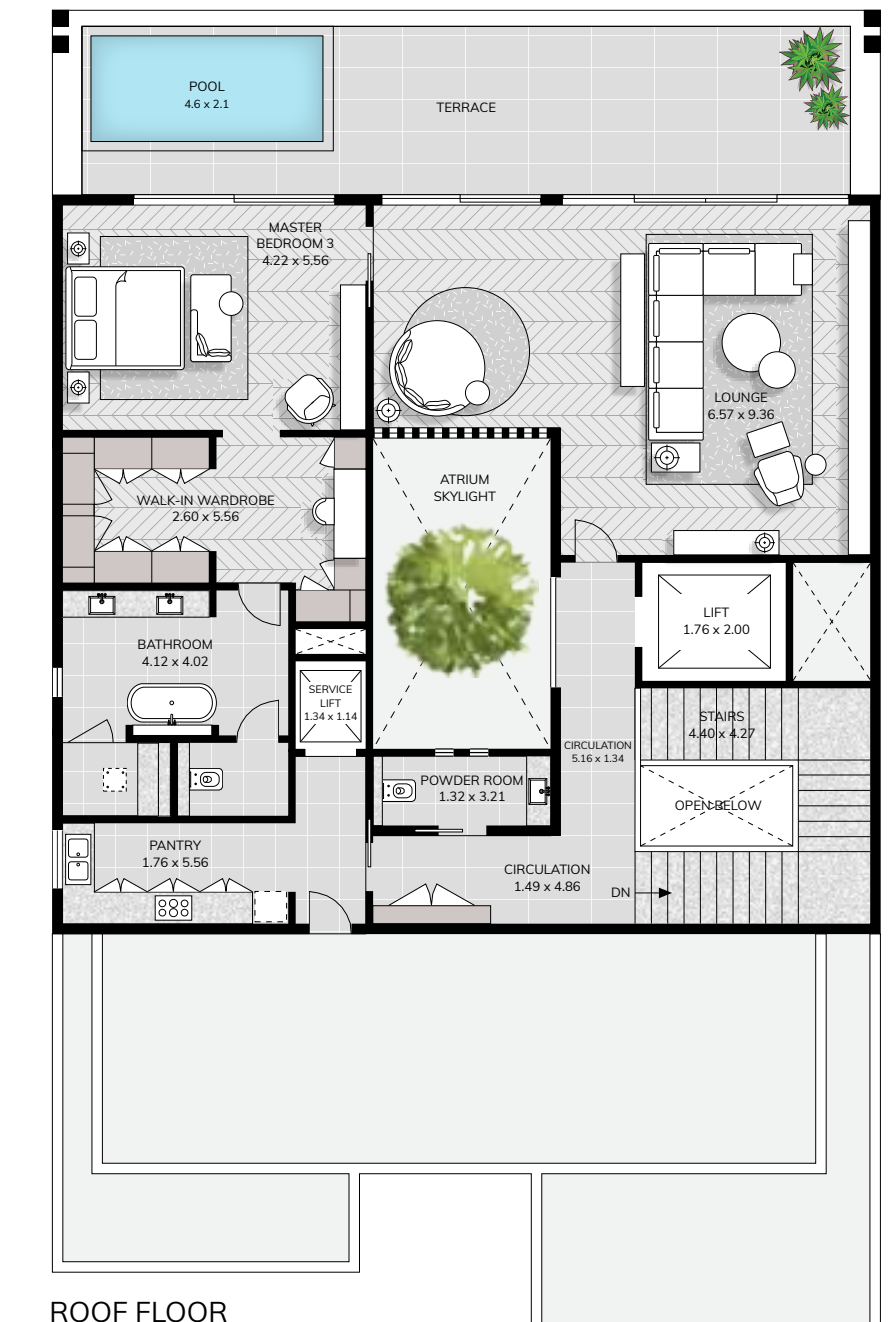 POOL
4.6 x 2.1
TERRACE
MASTER
BEDROOM 3
4.22 x 5.56
LOUNGE
6.57 x 9.36
ATRIUM
SKYLIGHT
WALK-IN WARDROBE
2.60 x 5.56
LIFT
1.76 x 2.00
BATHROOM
4.12 x 4.02
SERVICE
LIFT
1.34 x 1.14
STAIRS
4.40 x 4.27
CIRCULATION
5.16 x 1.34
POWDER ROOM
1.32 x 3.21
OPEN BELOW
PANTRY
1.76 x 5.56
CIRCULATION
1.49 x 4.86
DN
ROOF FLOOR